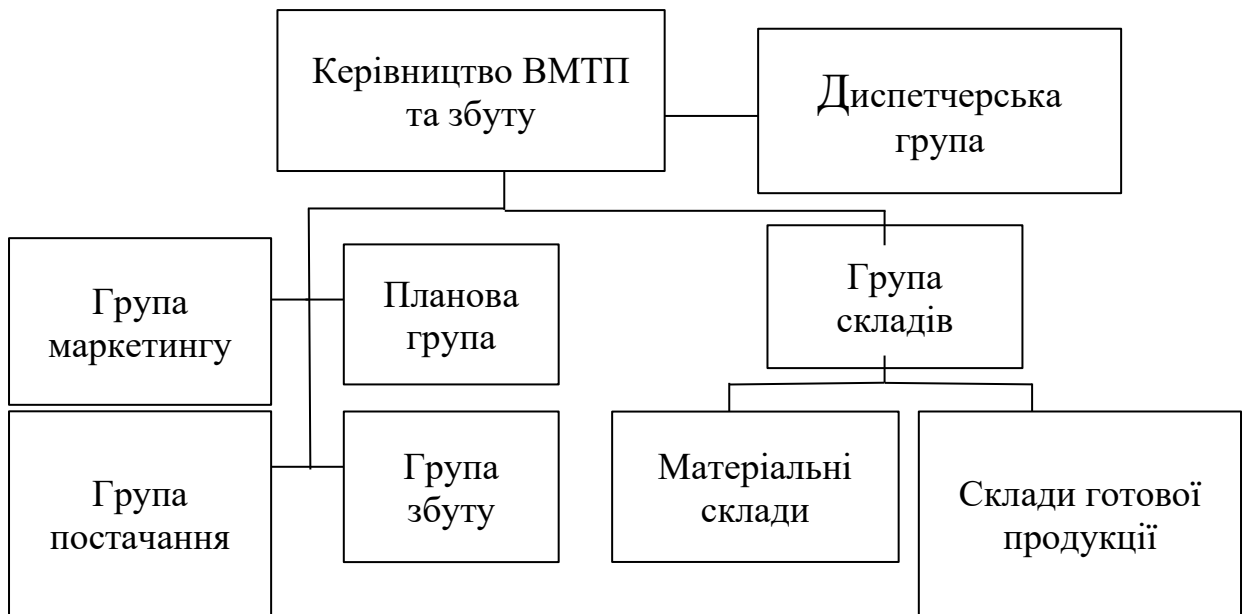 Керівництво ВМТП
та збуту
Диспетчерська
група
Група
маркетингу
Планова
група
Група
складів
Група
постачання
Група
збуту
Матеріальні
склади
Склади готової
продукції